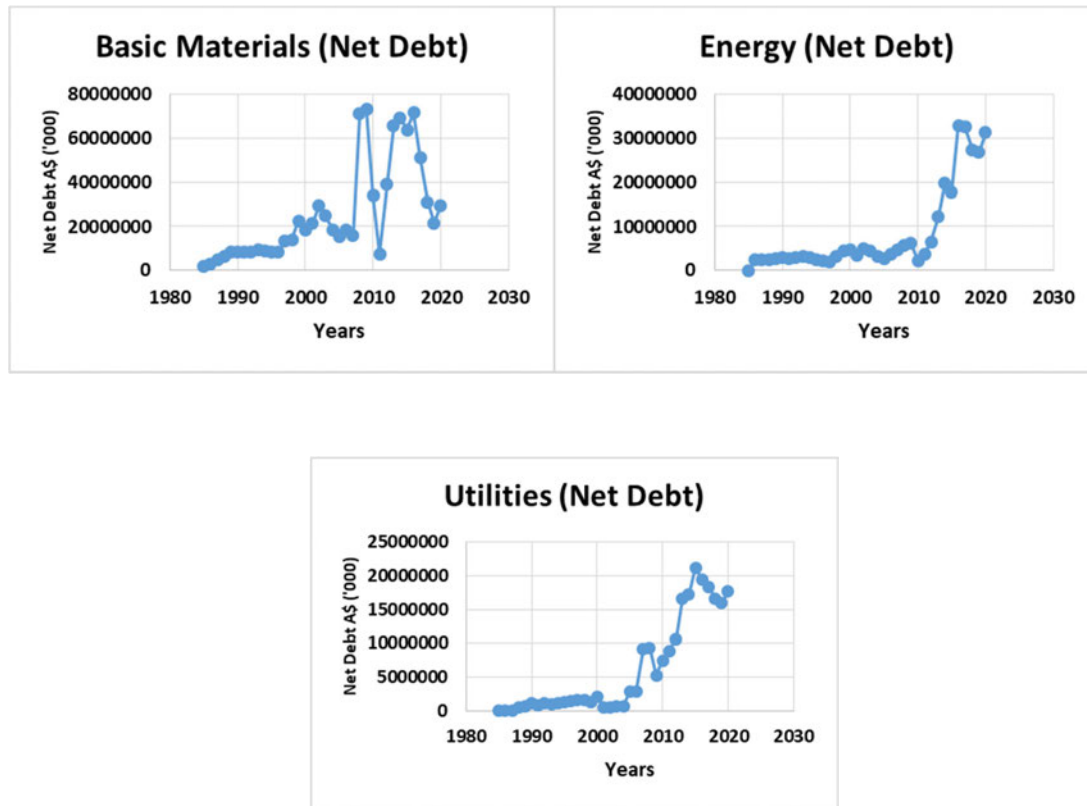 Basic Materials (Net Debt)
Net Debt A$ ('000)
80000000
60000000
40000000
20000000
0
1980 1990 2000 2010 2020 2030
Years
Energy (Net Debt)
Net Debt A$ ('000)
40000000
30000000
20000000
10000000
0
1980 1990 2000 2010 2020 2030
Years
Utilities (Net Debt)
Net Debt A$ ('000)
25000000
20000000
15000000
10000000
5000000
0
1980 1990 2000 2010 2020 2030
Years